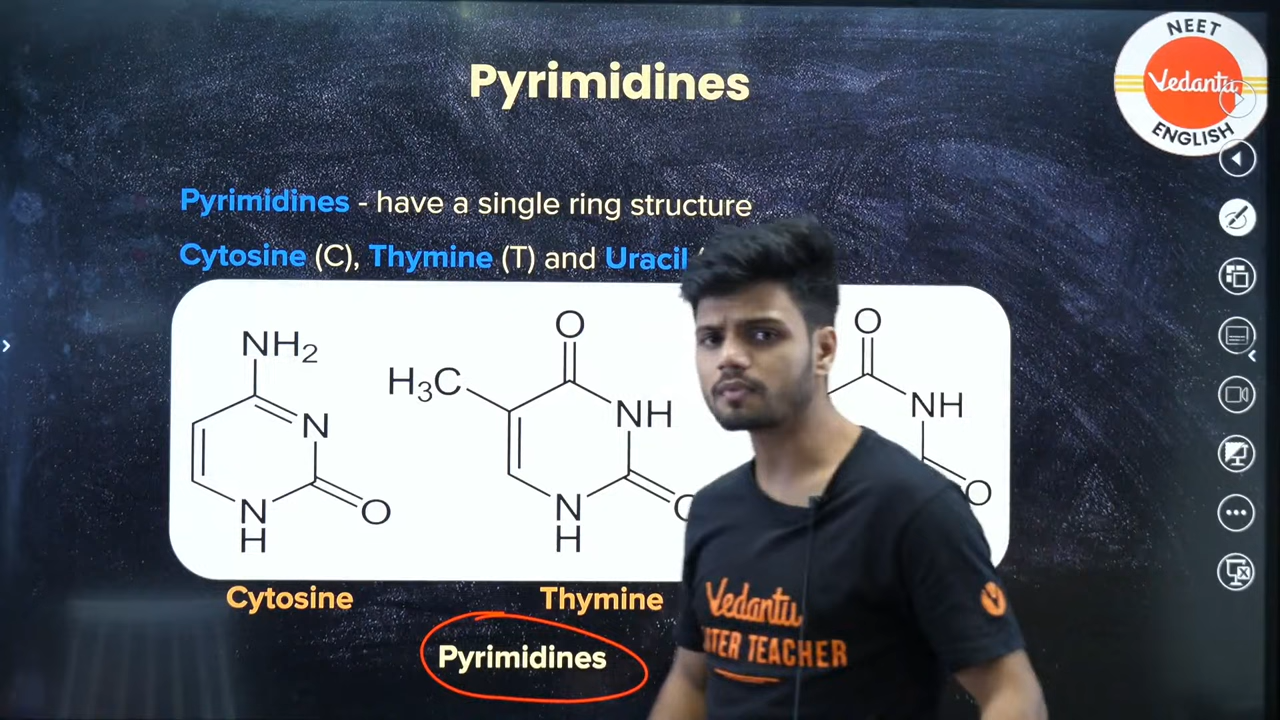 Pyrimidines
NEET
Vedantu
ENGLISH
Pyrimidines - have a single ring structure
Cytosine (C), Thymine (T) and Uracil
NH2
N
N
H
O
H3C
O
NH
N
H
O
NH
O
Cytosine
Thymine
Pyrimidines
Vedantu
TEACHER